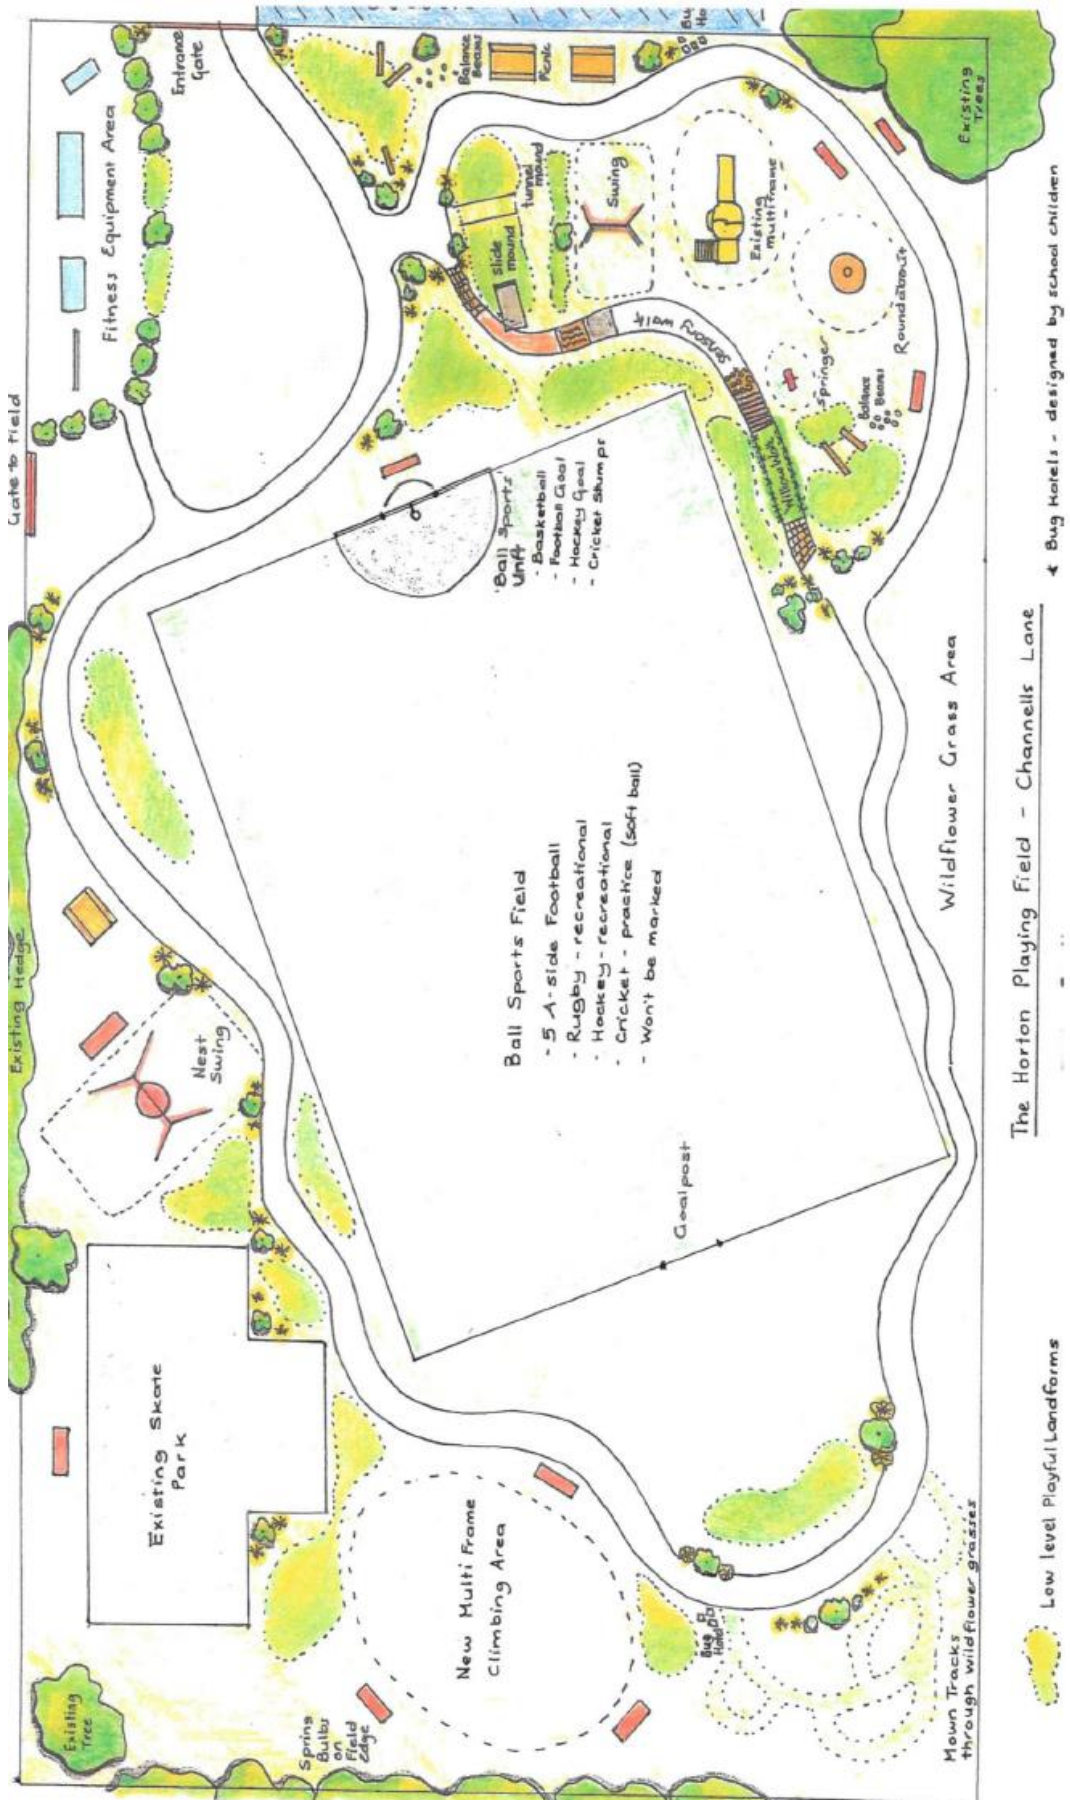 Existing
Tree
Spring
Bulbs
on
Field
Edge
Existing Skate
Park
Existing Hedge
Nest
Swing
Gate to Field
Fitness Equipment Area
Entrance
Gate
New Multi Frame
Climbing Area
Bug
Hotel
Mown Tracks
through wildflower grasses
Goalpost
Ball Sports Field
- 5 A-side Football
- Rugby - recreational
- Hockey - recreational
- Cricket - practice (soft ball)
- Won't be marked
Ball Sports
Unit
- Basketball
- Football Goal
- Hockey Goal
- Cricket Stumps
Balance
Beams
Picnic
Slide
mound
tunnel
mound
Swing
Sensory walk
Existing
multiframe
Willow Walk
Springer
Roundabout
Balance
Beams
Existing
Trees
Wildflower Grass Area
The Horton Playing Field - Channells Lane
Low level Playful Landforms
Bug Hotels - designed by school children